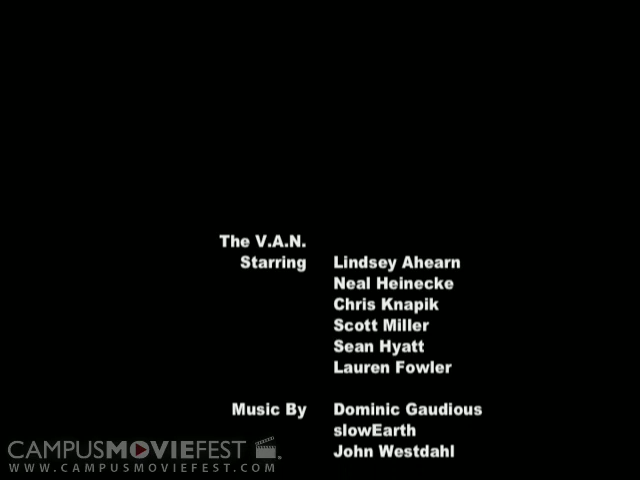 The V.A.N.
Starring Lindsey Ahearn
Neal Heinecke
Chris Knapik
Scott Miller
Sean Hyatt
Lauren Fowler
Music By Dominic Gaudious
slowEarth
John Westdahl
CAMPUSMOVIEFEST
WWW.CAMPUSMOVIEFEST.COM